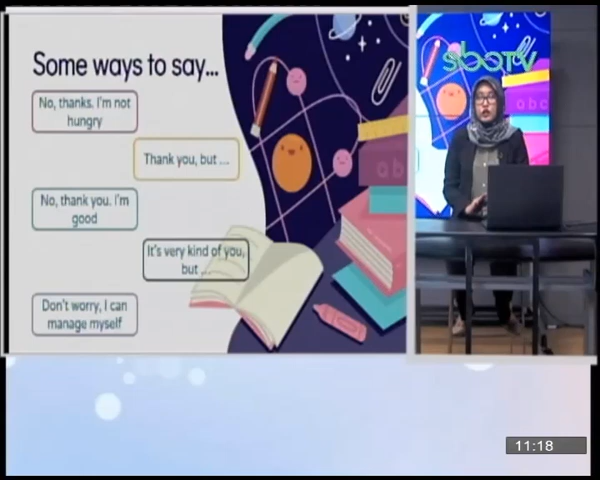 Some ways to say...
No, thanks. I'm not
hungry
Thank you, but ...
No, thank you. I'm
good
It's very kind of you,
but ...
Don't worry, I can
manage myself
sboTV
abc
ab
11:18